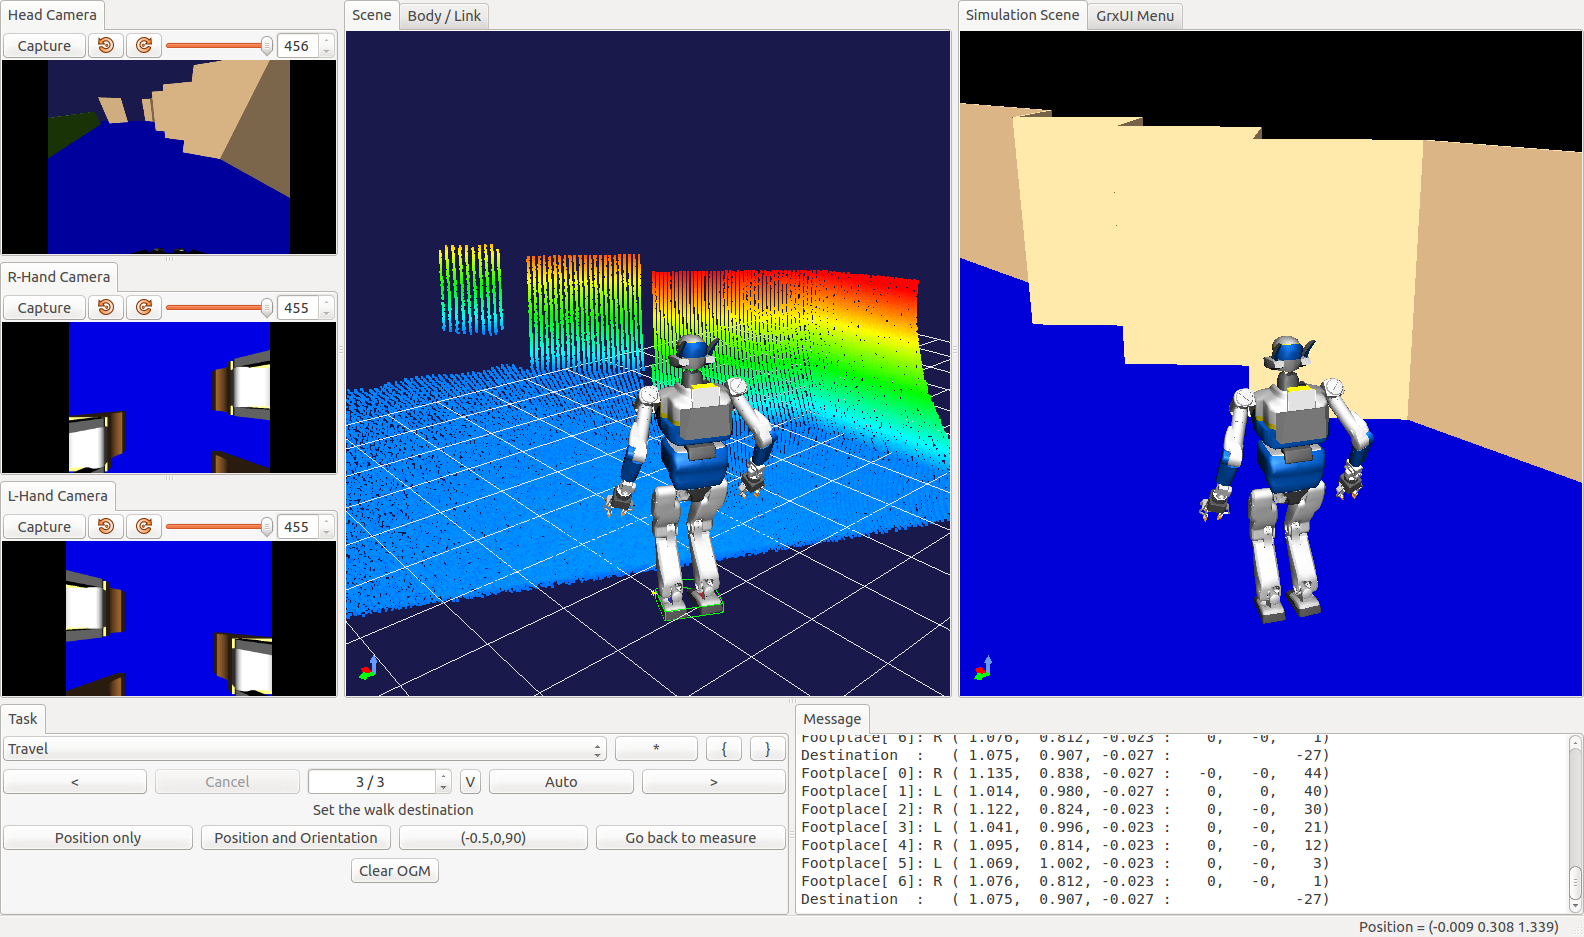 Head Camera
Capture 456
R-Hand Camera
Capture 455
L-Hand Camera
Capture 455
Scene Body / Link
Simulation Scene GrxUI Menu
Task
Travel * { }
< Cancel 3 / 3 V Auto >
Set the walk destination
Position only Position and Orientation (-0.5,0,90) Go back to measure
Clear OGM
Message
Footplace[ 6]: R ( 1.076,  0.812, -0.023 :    0,   -0,    1)
Destination  :   ( 1.075,  0.907, -0.027 :              -27)
Footplace[ 0]: R ( 1.135,  0.838, -0.027 :   -0,   -0,   44)
Footplace[ 1]: L ( 1.014,  0.980, -0.027 :    0,    0,   40)
Footplace[ 2]: R ( 1.122,  0.824, -0.023 :    0,   -0,   30)
Footplace[ 3]: L ( 1.041,  0.996, -0.023 :    0,   -0,   21)
Footplace[ 4]: R ( 1.095,  0.814, -0.023 :    0,   -0,   12)
Footplace[ 5]: L ( 1.069,  1.002, -0.023 :    0,   -0,    3)
Footplace[ 6]: R ( 1.076,  0.812, -0.023 :    0,   -0,    1)
Destination  :   ( 1.075,  0.907, -0.027 :              -27)
Position = (-0.009 0.308 1.339)